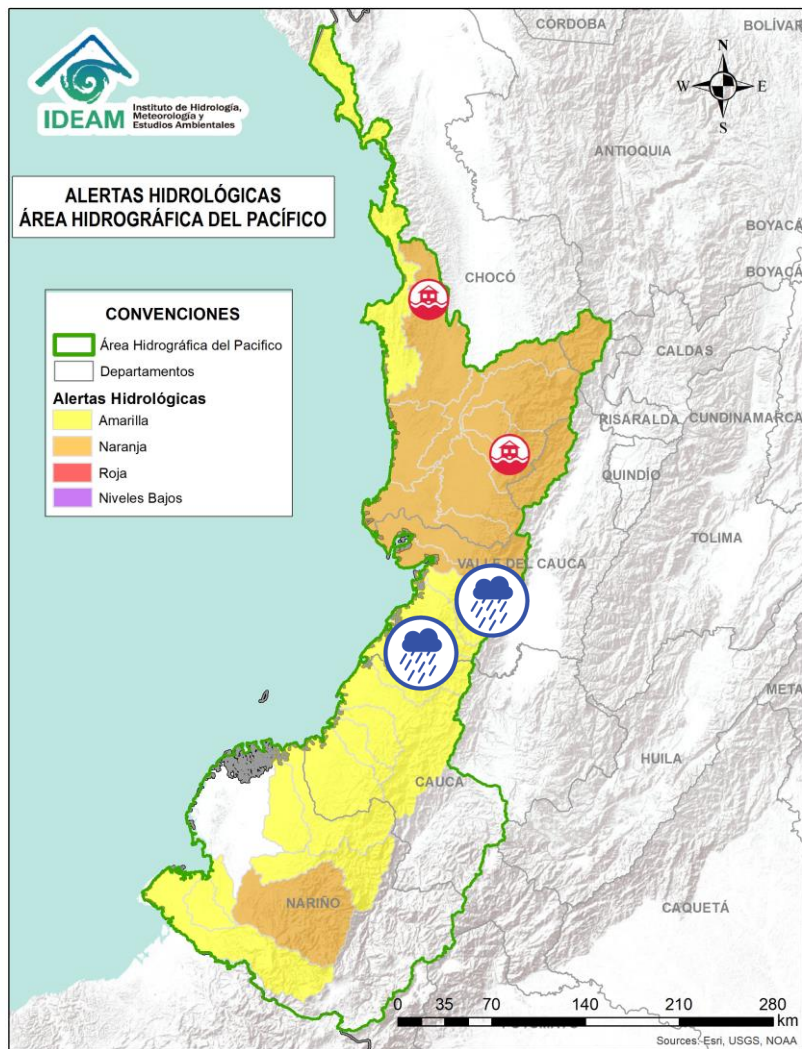 IDEAM
Instituto de Hidrología,
Meteorología y
Estudios Ambientales
ALERTAS HIDROLÓGICAS
ÁREA HIDROGRÁFICA DEL PACÍFICO
CONVENCIONES
Área Hidrográfica del Pacifico
Departamentos
Alertas Hidrológicas
Amarilla
Naranja
Roja
Niveles Bajos
N
W E
S
CÓRDOBA
BOLÍVAR
ANTIOQUIA
BOYACÁ
BOYACÁ
CHOCÓ
CALDAS
RISARALDA
CUNDINAMARCA
QUINDÍO
TOLIMA
VALLE DEL CAUCA
META
HUILA
CAUCA
NARIÑO
CAQUETÁ
0 35 70 140 210 280
km
Sources: Esri, USGS, NOAA